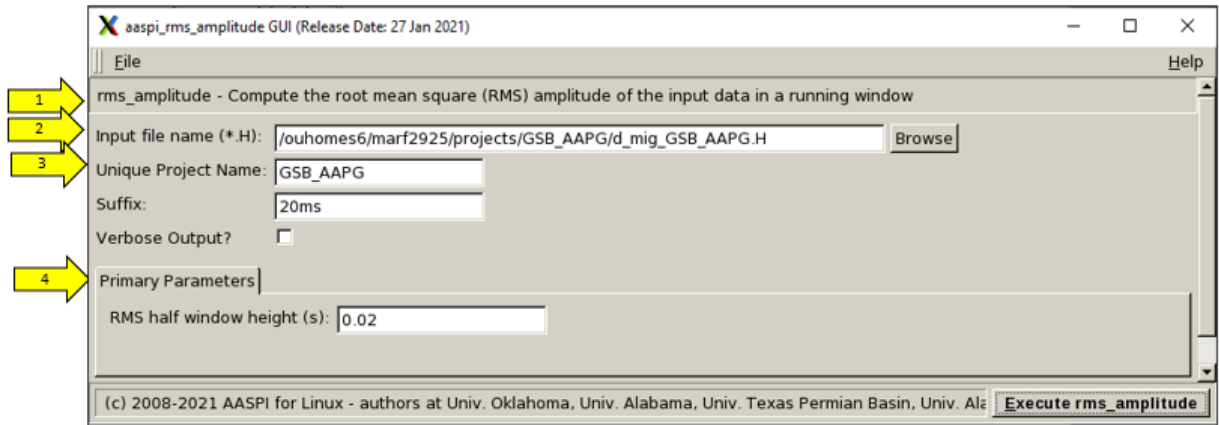 aaspi_rms_amplitude GUI (Release Date: 27 Jan 2021)
File Help
1
rms_amplitude - Compute the root mean square (RMS) amplitude of the input data in a running window
2
Input file name (*.H): /ouhomes6/marf2925/projects/GSB_AAPG/d_mig_GSB_AAPG.H Browse
3
Unique Project Name: GSB_AAPG
Suffix: 20ms
Verbose Output?
4
Primary Parameters
RMS half window height (s): 0.02
(c) 2008-2021 AASPI for Linux - authors at Univ. Oklahoma, Univ. Alabama, Univ. Texas Permian Basin, Univ. Ala Execute rms_amplitude